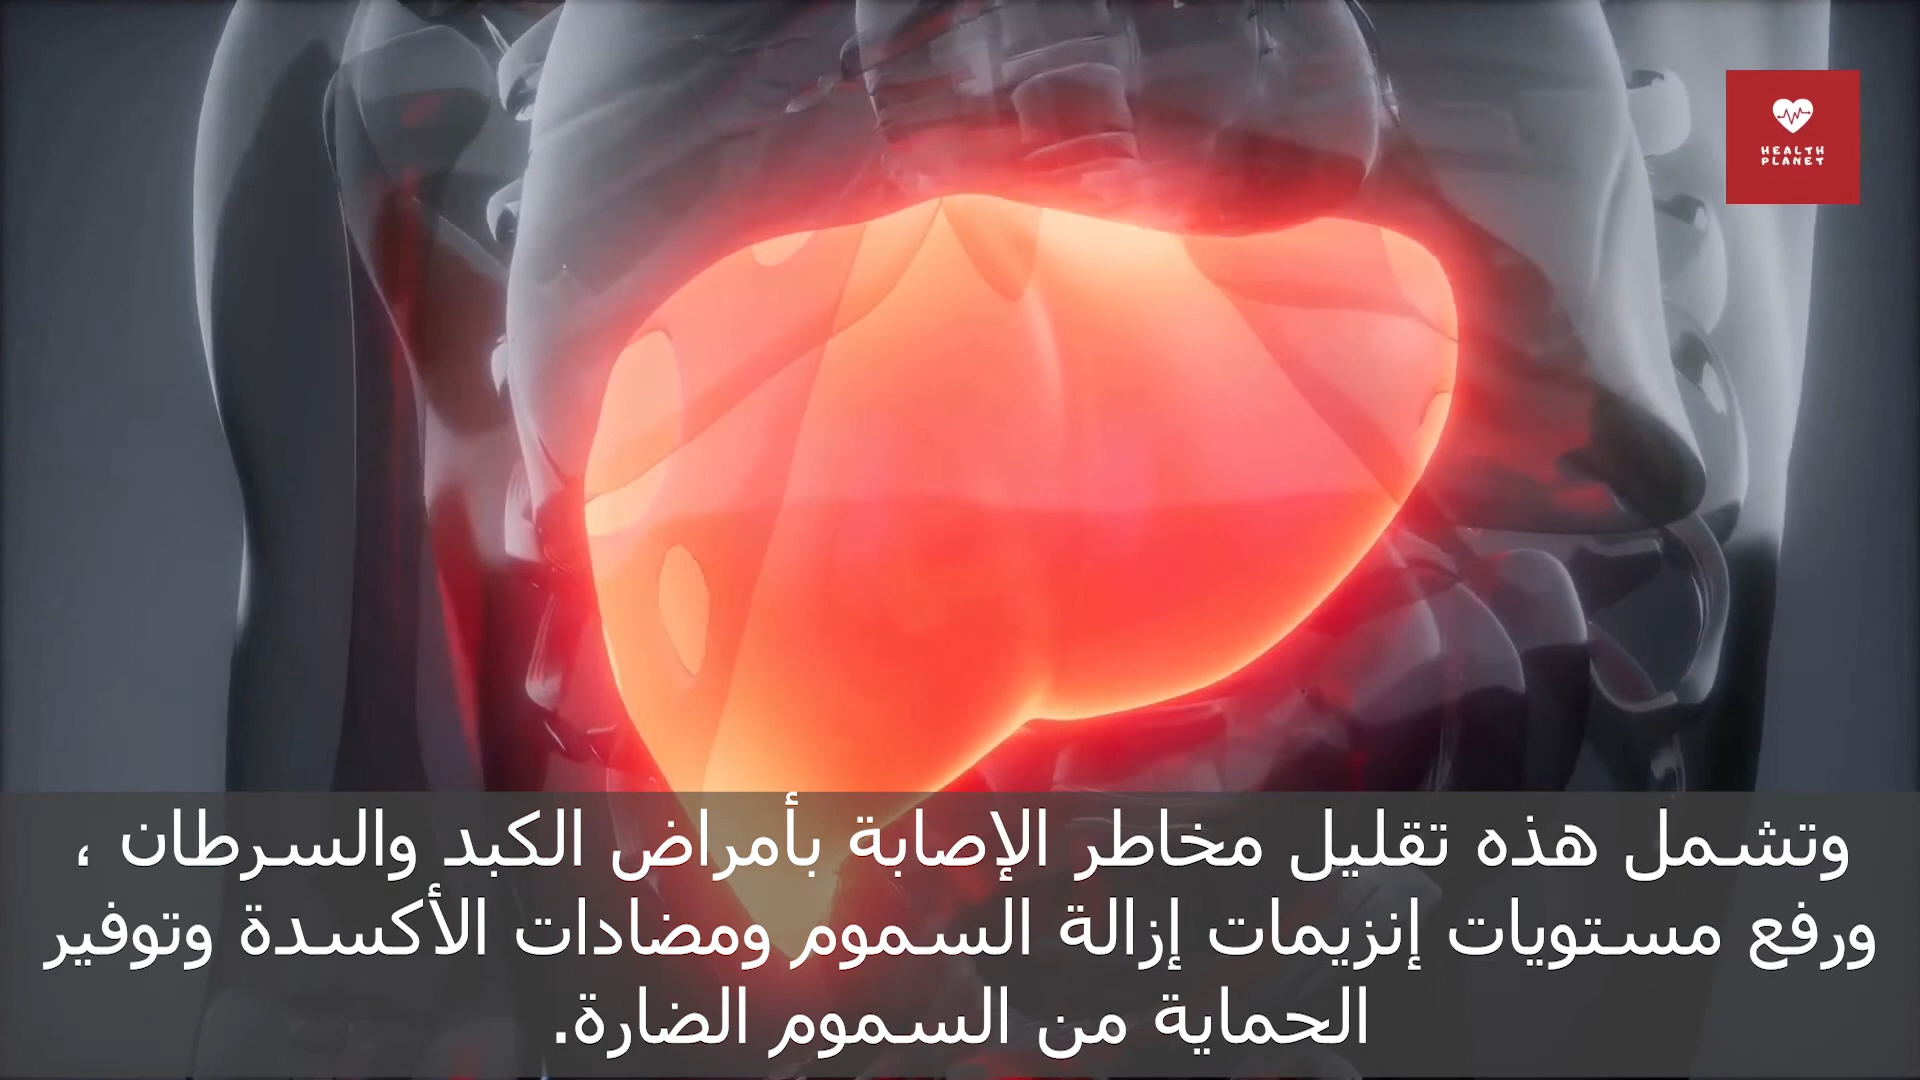 HEALTH
PLANET
وتشمل هذه تقليل مخاطر الإصابة بأمراض الكبد والسرطان ،
ورفع مستويات إنزيمات إزالة السموم ومضادات الأكسدة وتوفير
الحماية من السموم الضارة.